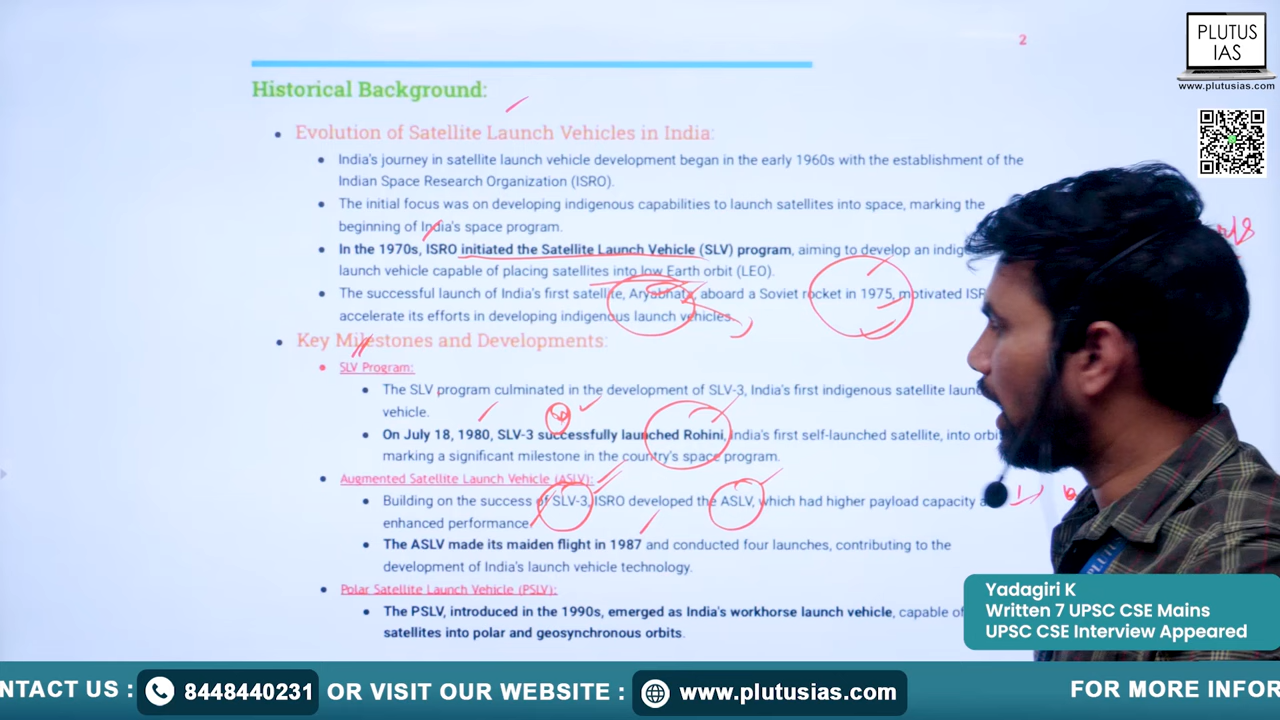 2
PLUTUS
IAS
www.plutusias.com
Historical Background:
Evolution of Satellite Launch Vehicles in India:
India's journey in satellite launch vehicle development began in the early 1960s with the establishment of the
Indian Space Research Organization (ISRO).
The initial focus was on developing indigenous capabilities to launch satellites into space, marking the
beginning of India's space program.
In the 1970s, ISRO initiated the Satellite Launch Vehicle (SLV) program, aiming to develop an
launch vehicle capable of placing satellites into low Earth orbit (LEO).
The successful launch of India's first satellite, Aryabhata, aboard a Soviet rocket in 1975, motivated
accelerate its efforts in developing indigenous launch vehicles.
Key Milestones and Developments:
SLV Program:
The SLV program culminated in the development of SLV-3, India's first indigenous satellite
vehicle.
On July 18, 1980, SLV-3 successfully launched Rohini, India's first self-launched satellite, into
marking a significant milestone in the country's space program.
Augmented Satellite Launch Vehicle (ASLV):
Building on the success of SLV-3, ISRO developed the ASLV, which had higher payload capacity
enhanced performance.
The ASLV made its maiden flight in 1987 and conducted four launches, contributing to the
development of India's launch vehicle technology.
Polar Satellite Launch Vehicle (PSLV):
The PSLV, introduced in the 1990s, emerged as India's workhorse launch vehicle, capable of
satellites into polar and geosynchronous orbits.
Yadagiri K
Written 7 UPSC CSE Mains
UPSC CSE Interview Appeared
NTACT US : 8448440231 OR VISIT OUR WEBSITE : www.plutusias.com FOR MORE INFOR